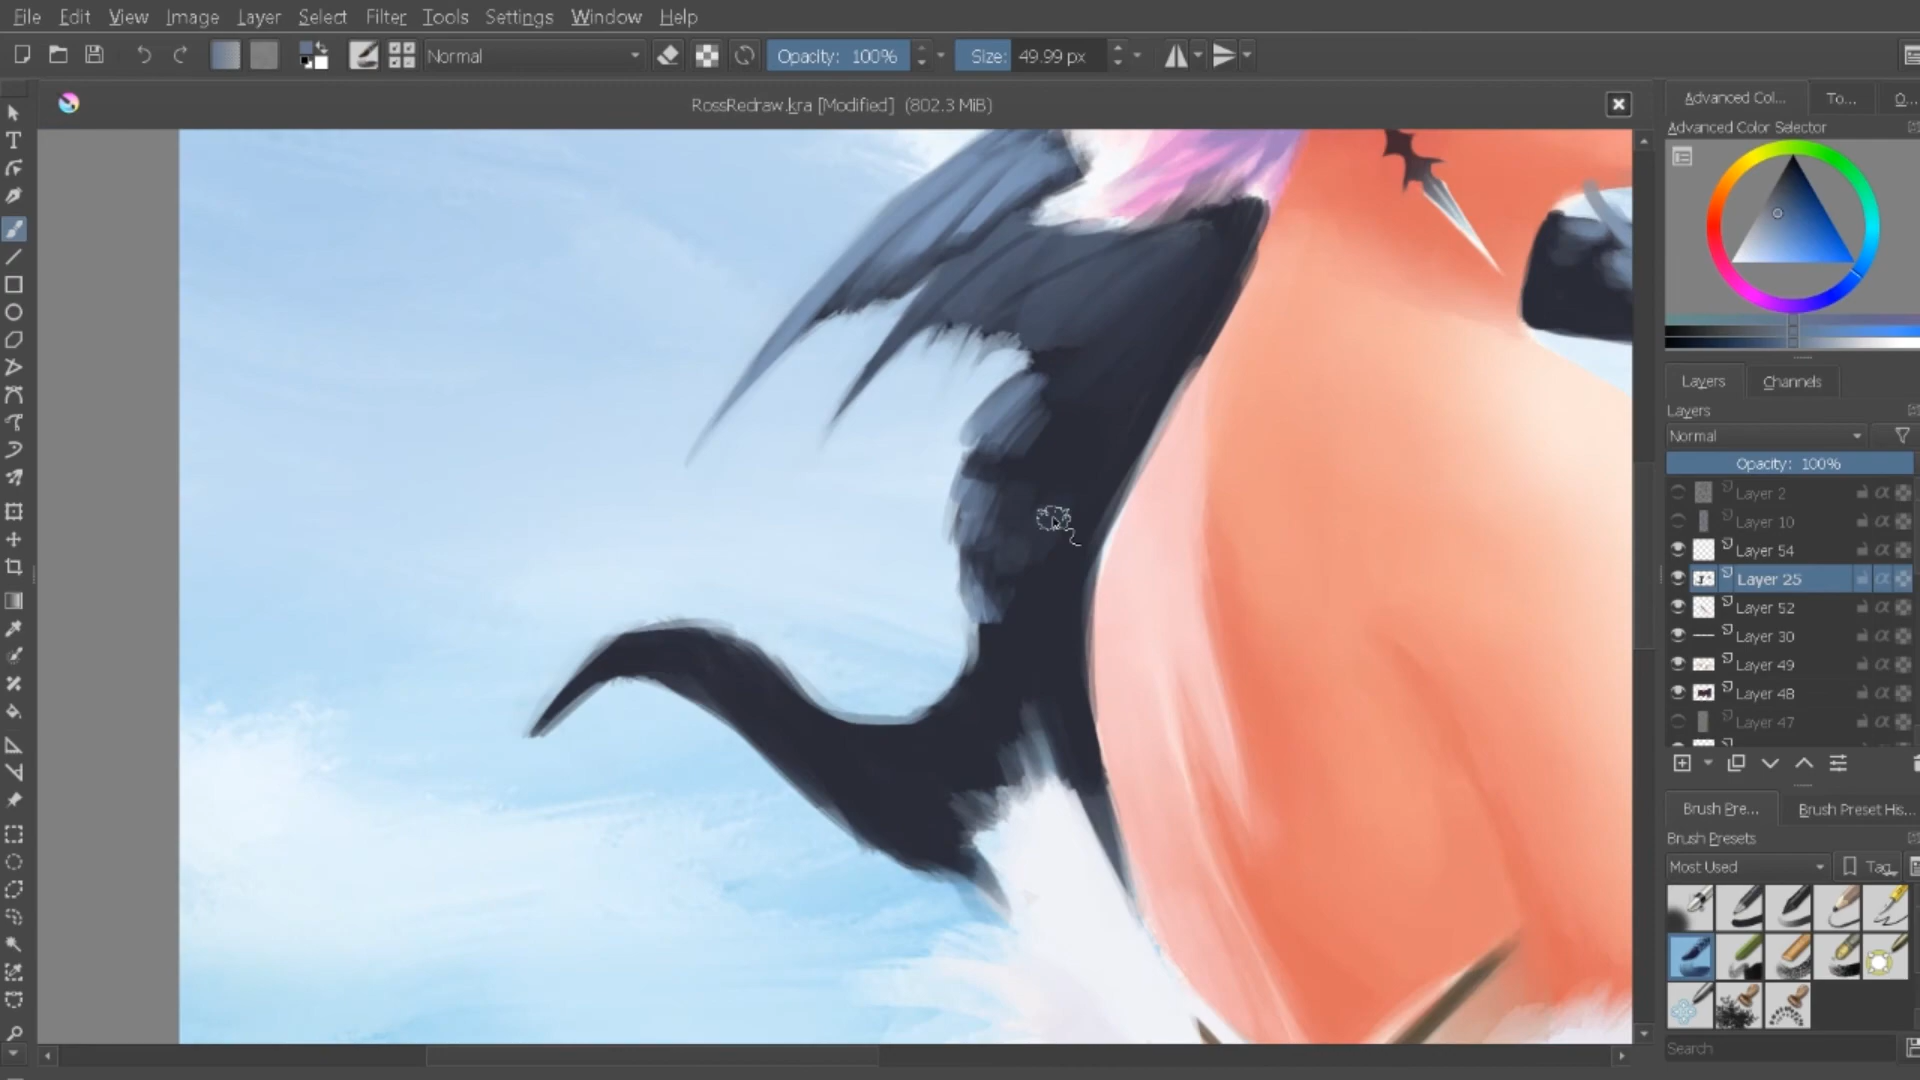 File Edit View Image Layer Select Filter Tools Settings Window Help
Normal Opacity: 100% Size: 49.99 px
RossRedraw.kra [Modified] (802.3 MiB)
Advanced Col... To... O...
Advanced Color Selector
Layers Channels
Layers
Normal
Opacity: 100%
Layer 2
Layer 10
Layer 54
Layer 25
Layer 52
Layer 30
Layer 49
Layer 48
Layer 47
Brush Pre... Brush Preset His...
Brush Presets
Most Used Tag
Search